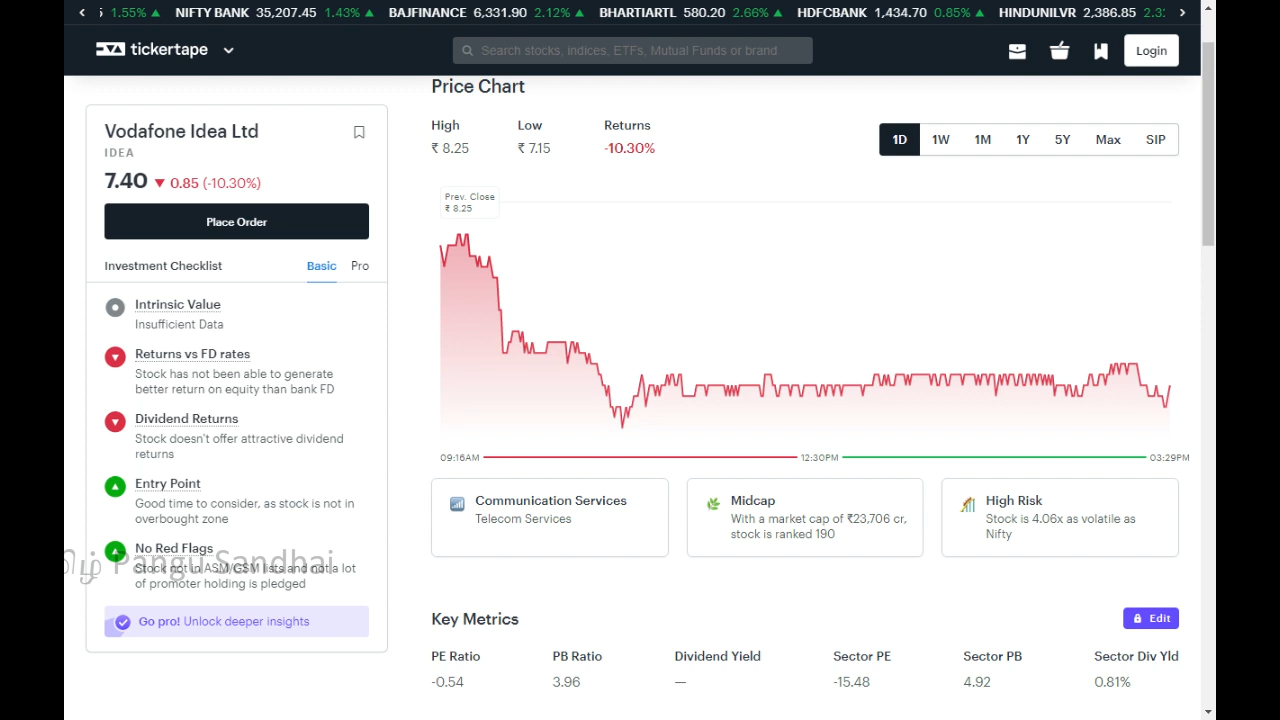 1.55% ▲ NIFTY BANK 35,207.45 1.43% ▲ BAJFINANCE 6,331.90 2.12% ▲ BHARTIARTL 580.20 2.66% ▲ HDFCBANK 1,434.70 0.85% ▲ HINDUNILVR 2,386.85
tickertape
Search stocks, indices, ETFs, Mutual Funds or brand
Login
Vodafone Idea Ltd
IDEA
7.40 ▼ 0.85 (-10.30%)
Place Order
Investment Checklist Basic Pro
Intrinsic Value
Insufficient Data
Returns vs FD rates
Stock has not been able to generate
better return on equity than bank FD
Dividend Returns
Stock doesn't offer attractive dividend
returns
Entry Point
Good time to consider, as stock is not in
overbought zone
No Red Flags
Pangu Sandhai
Stock not in ASM/GSM lists and not a lot
of promoter holding is pledged
Go pro! Unlock deeper insights
Price Chart
High Low Returns
₹ 8.25 ₹ 7.15 -10.30%
1D 1W 1M 1Y 5Y Max SIP
Prev. Close
₹ 8.25
09:16AM 12:30PM 03:29PM
Communication Services
Telecom Services
Midcap
With a market cap of ₹23,706 cr,
stock is ranked 190
High Risk
Stock is 4.06x as volatile as
Nifty
Key Metrics
Edit
PE Ratio PB Ratio Dividend Yield Sector PE Sector PB Sector Div Yld
-0.54 3.96 — -15.48 4.92 0.81%